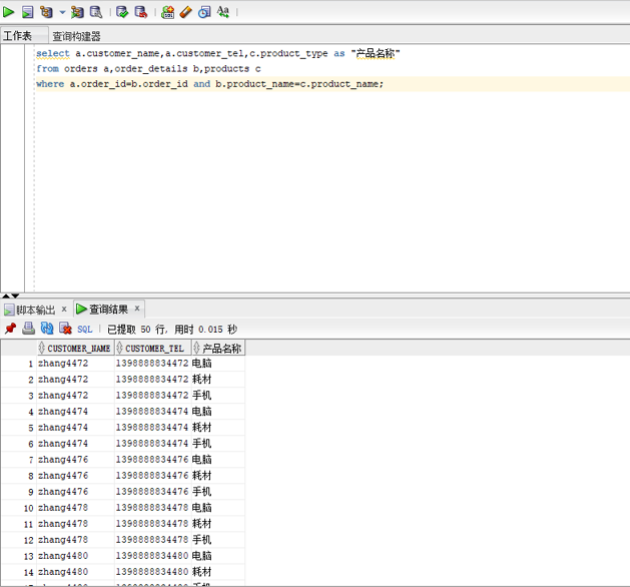 工作表 查询构建器
select a.customer_name,a.customer_tel,c.product_type as "产品名称"
from orders a,order_details b,products c
where a.order_id=b.order_id and b.product_name=c.product_name;
脚本输出 × 查询结果 ×
SQL | 已提取 50 行, 用时 0.015 秒
CUSTOMER_NAME CUSTOMER_TEL 产品名称
1 zhang4472 1398888834472 电脑
2 zhang4472 1398888834472 耗材
3 zhang4472 1398888834472 手机
4 zhang4474 1398888834474 电脑
5 zhang4474 1398888834474 耗材
6 zhang4474 1398888834474 手机
7 zhang4476 1398888834476 电脑
8 zhang4476 1398888834476 耗材
9 zhang4476 1398888834476 手机
10 zhang4478 1398888834478 电脑
11 zhang4478 1398888834478 耗材
12 zhang4478 1398888834478 手机
13 zhang4480 1398888834480 电脑
14 zhang4480 1398888834480 耗材